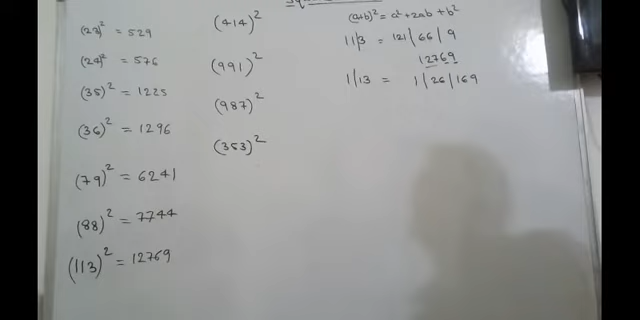 (23)² = 529
(24)² = 576
(35)² = 1225
(36)² = 1296
(79)² = 6241
(88)² = 7744
(113)² = 12769
(414)²
(991)²
(987)²
(353)²
(a+b)² = a² + 2ab + b²
11/3 = 121/66/9
12769
1/13 = 1/26/169